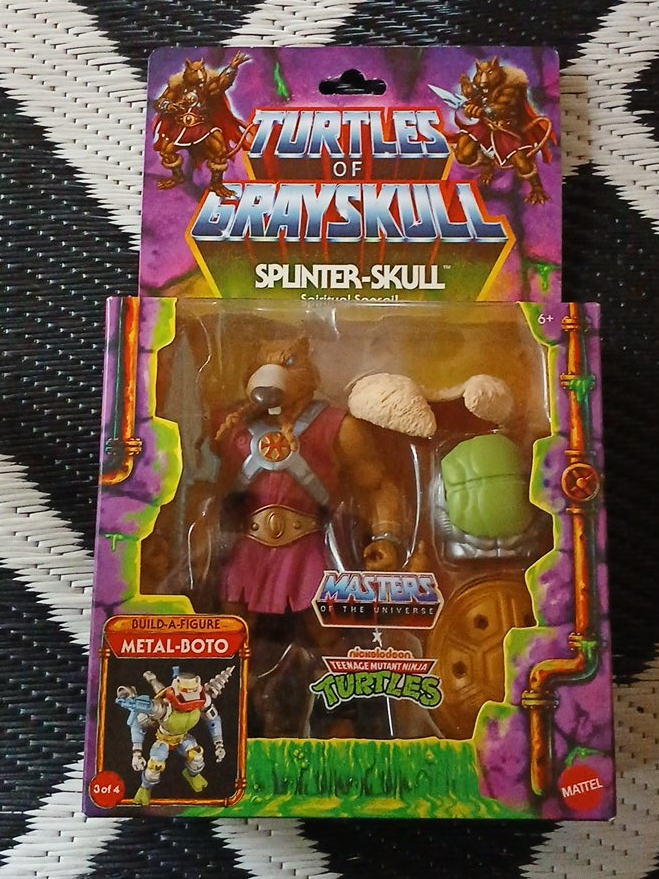 TURTLES
OF
GRAYSKULL
SPLINTER-SKULL™
6+
MASTERS
OF THE UNIVERSE
nickelodeon
TEENAGE MUTANT NINJA
TURTLES
BUILD-A-FIGURE
METAL-BOTO
3 of 4
MATTEL